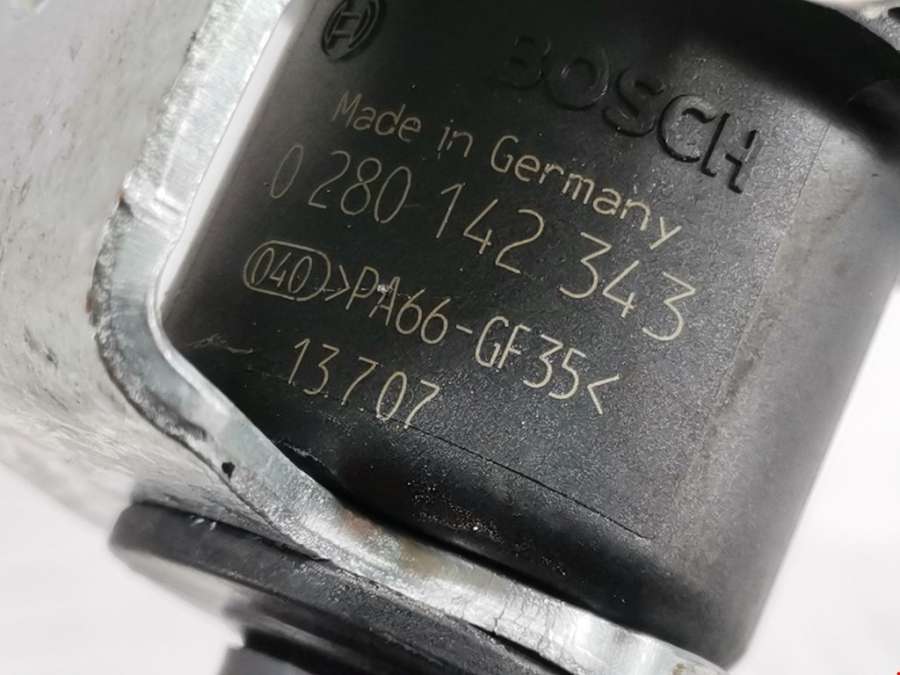 BOSCH
Made in Germany
0 280 142 343
040 >PA66-GF35<
13.7 07